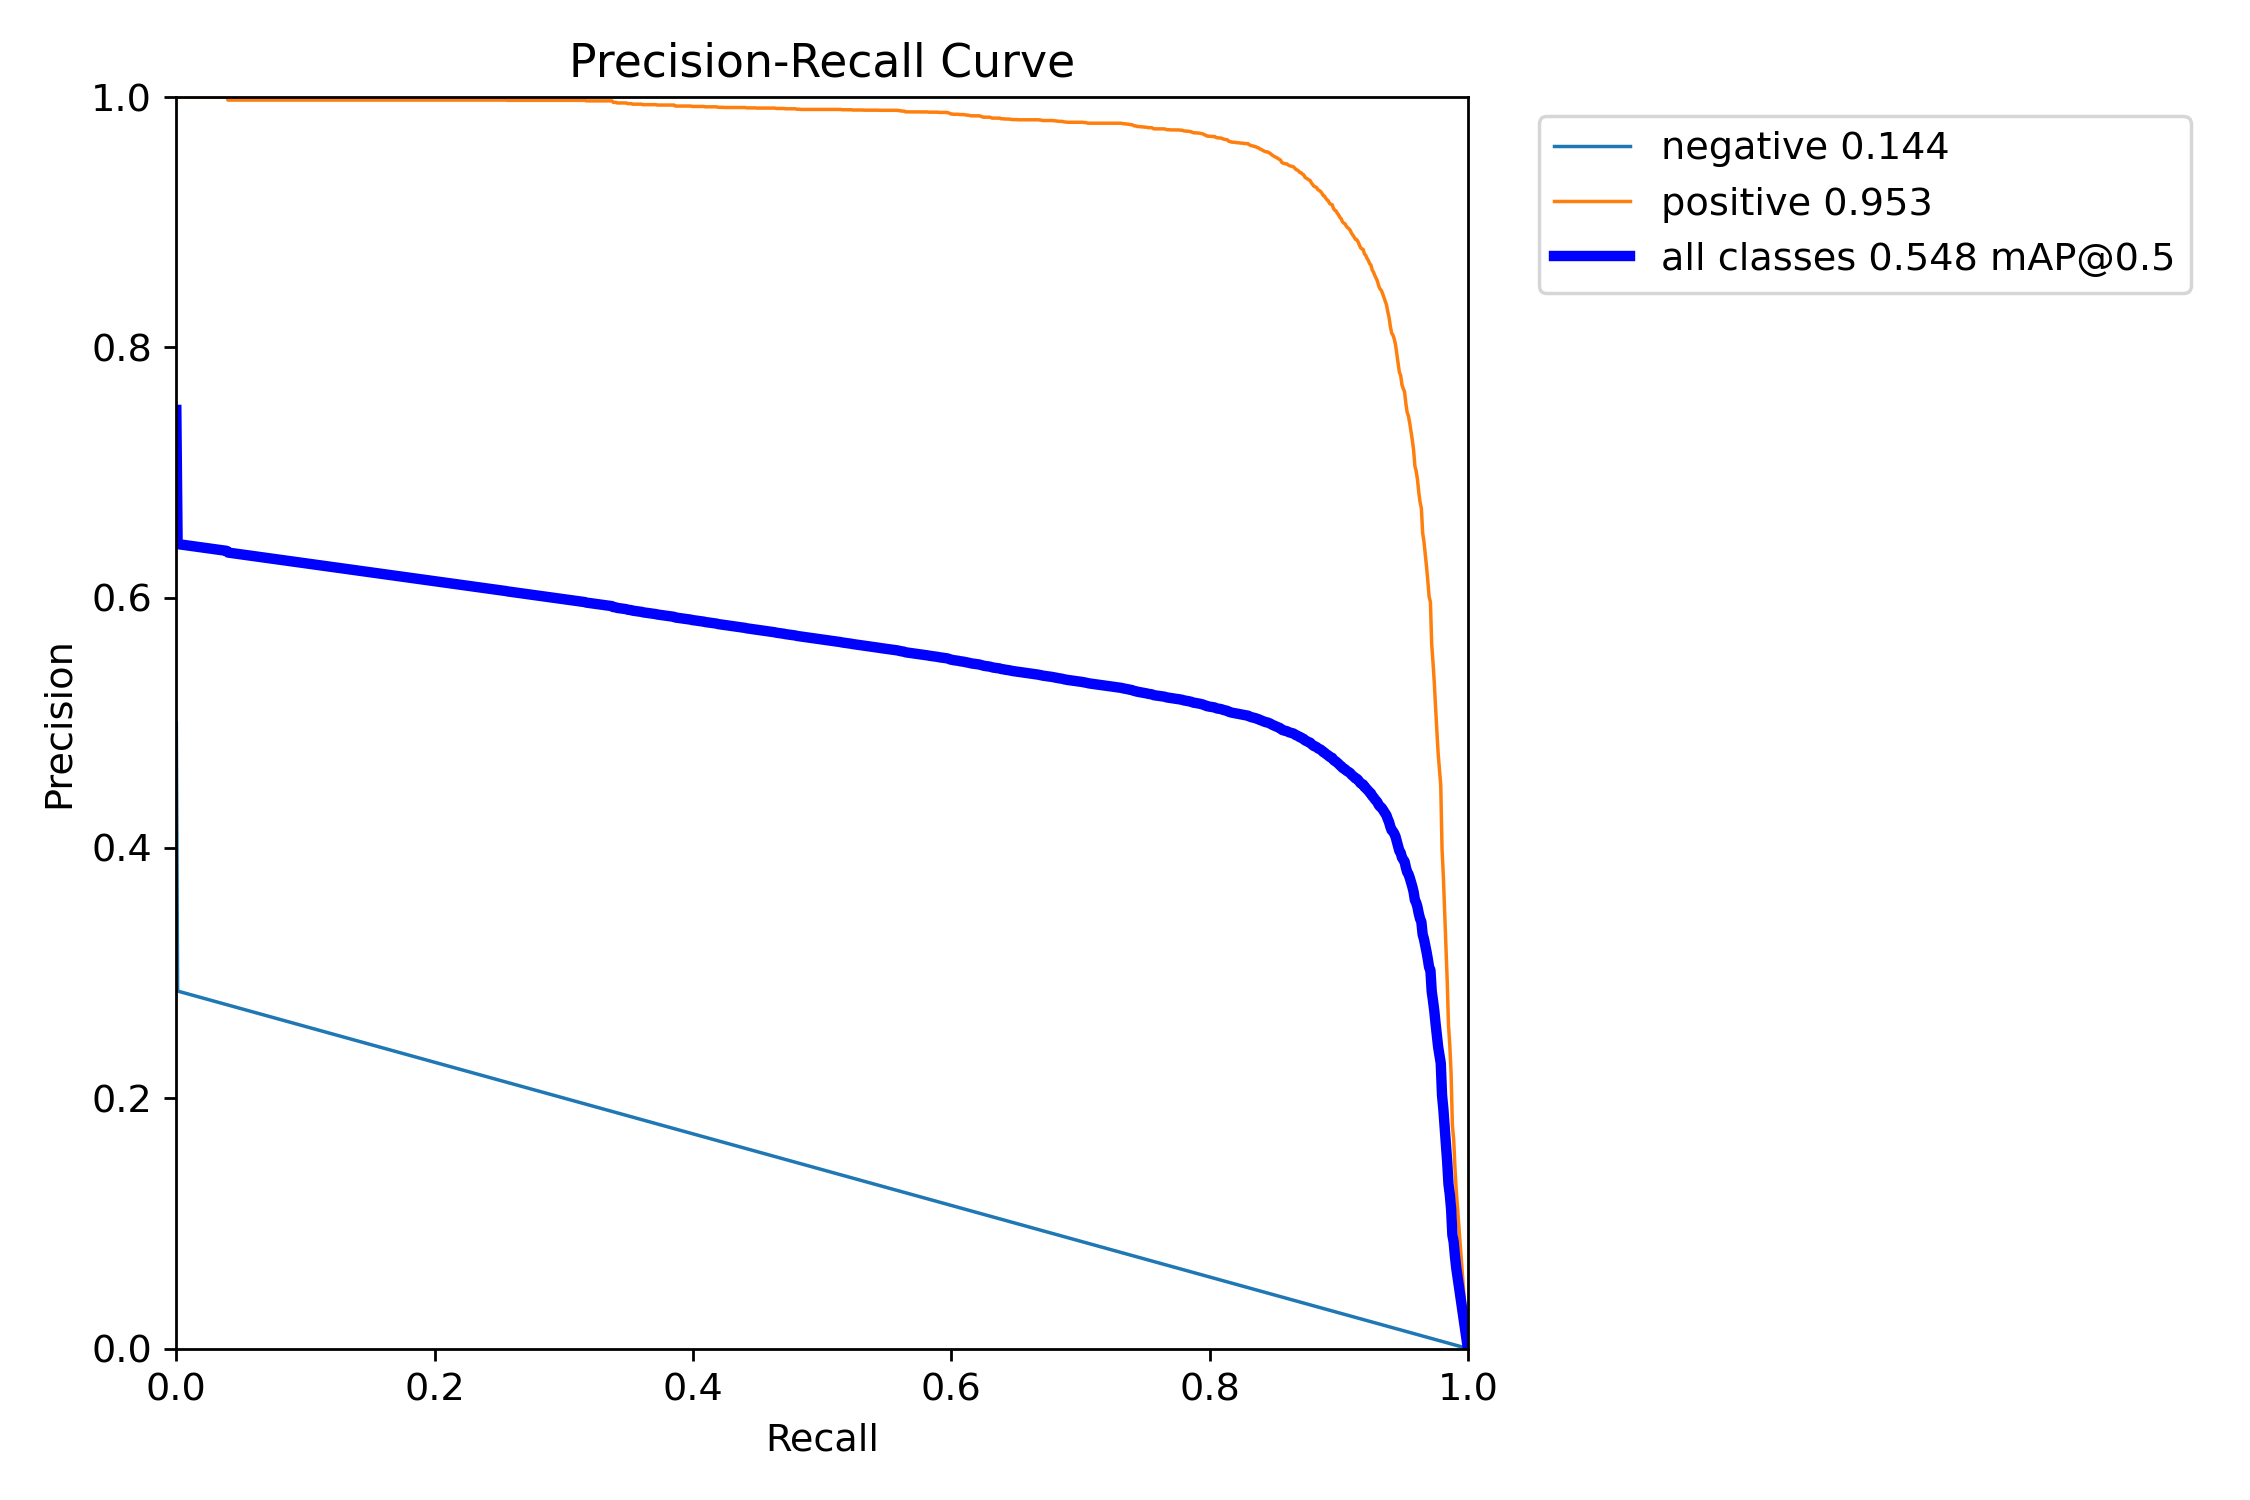 Precision-Recall Curve
1.0
0.8
0.6
0.4
0.2
0.0
Precision
0.0 0.2 0.4 0.6 0.8 1.0
Recall
negative 0.144
positive 0.953
all classes 0.548 mAP@0.5